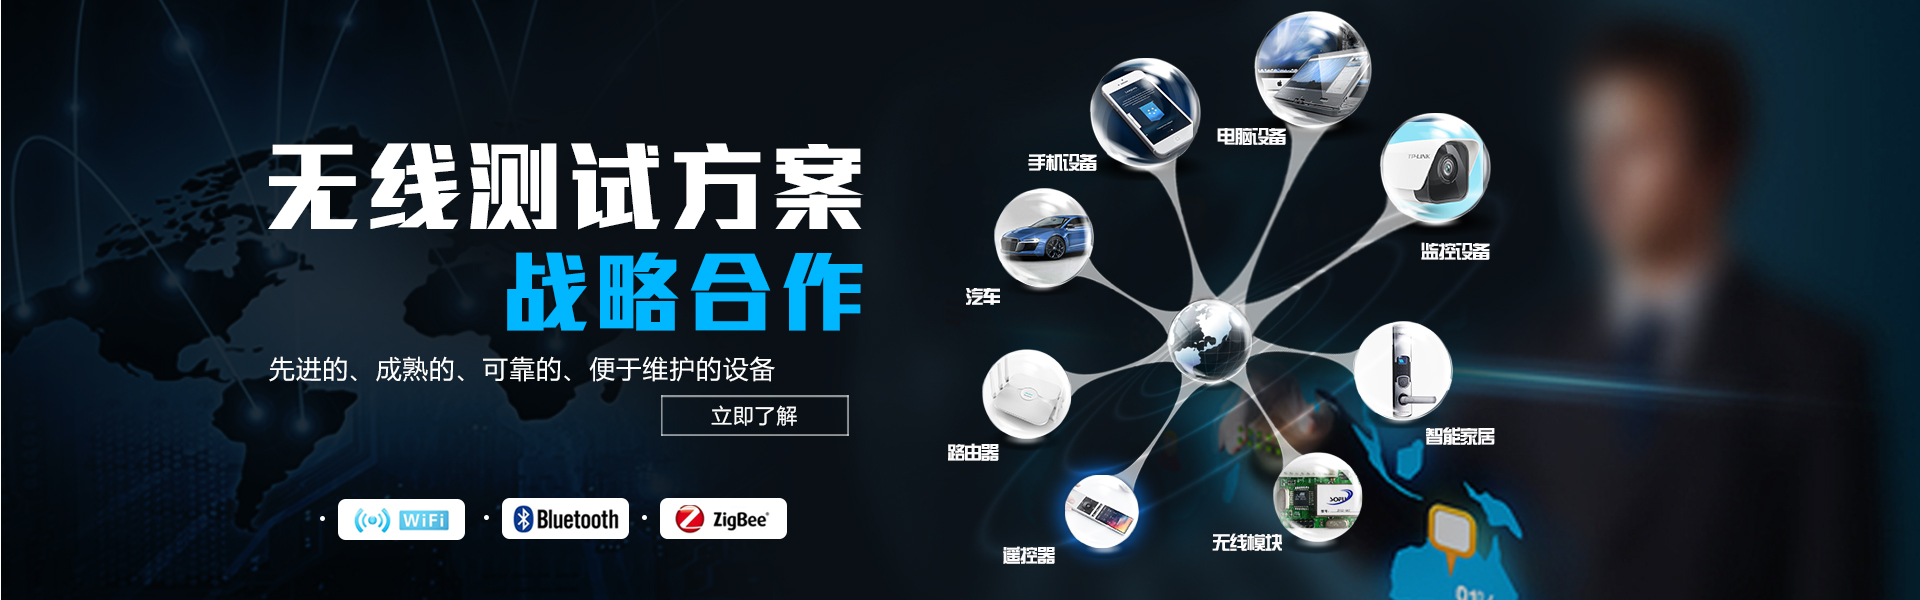 无线测试方案
战略合作
先进的、成熟的、可靠的、便于维护的设备
立即了解
WiFi
Bluetooth
ZigBee
电脑设备
手机设备
TP-LINK
监控设备
汽车
智能家居
路由器
无线模块
遥控器